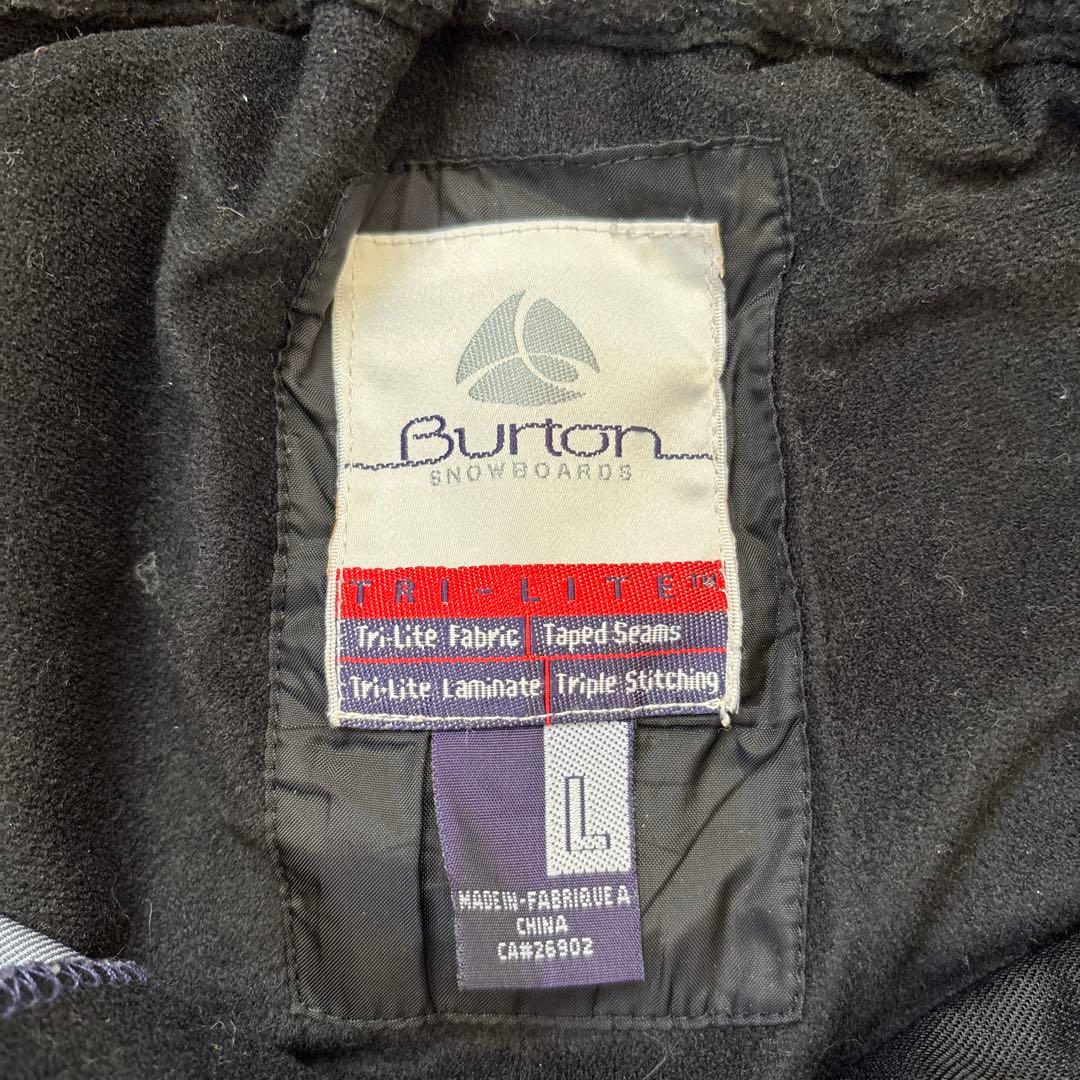 Burton
SNOWBOARDS
TRI-LITE™
Tri-Lite Fabric Taped Seams
Tri-Lite Laminate Triple Stitching
L
MADE IN-FABRIQUE A
CHINA
CA#26902